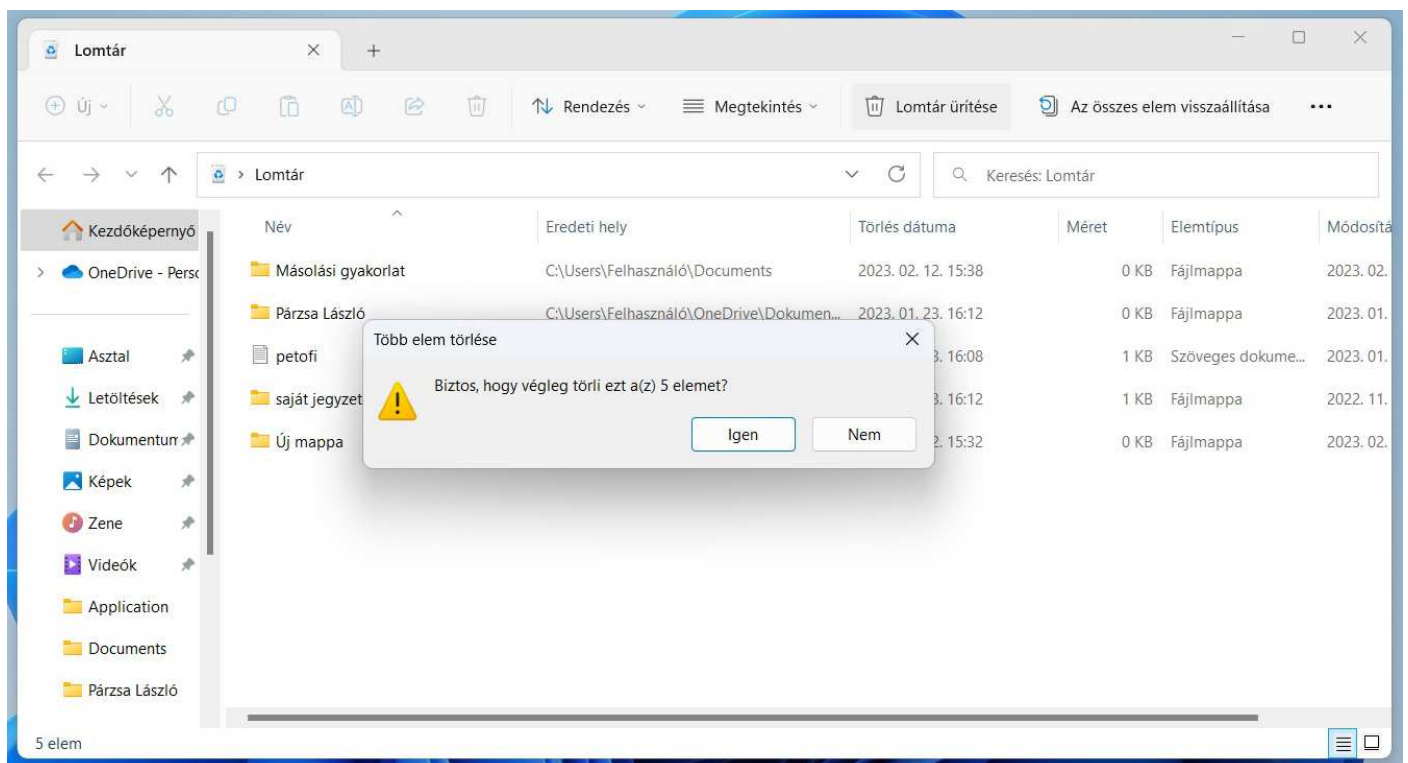 Lomtár
Új
Rendezés
Megtekintés
Lomtár ürítése
Az összes elem visszaállítása
Lomtár
Keresés: Lomtár
Kezdőképernyő
OneDrive - Perso
Asztal
Letöltések
Dokumentum
Képek
Zene
Videók
Application
Documents
Párzsa László
Név Eredeti hely Törlés dátuma Méret Elemtípus Módosítá
Másolási gyakorlat C:\Users\Felhasználó\Documents 2023. 02. 12. 15:38 0 KB Fájlmappa 2023. 02.
Párzsa László C:\Users\Felhasználó\OneDrive\Dokumen... 2023. 01. 23. 16:12 0 KB Fájlmappa 2023. 01.
petofi 3. 16:08 1 KB Szöveges dokume... 2023. 01.
saját jegyzet 3. 16:12 1 KB Fájlmappa 2022. 11.
Új mappa 2. 15:32 0 KB Fájlmappa 2023. 02.
Több elem törlése
Biztos, hogy végleg törli ezt a(z) 5 elemet?
Igen Nem
5 elem